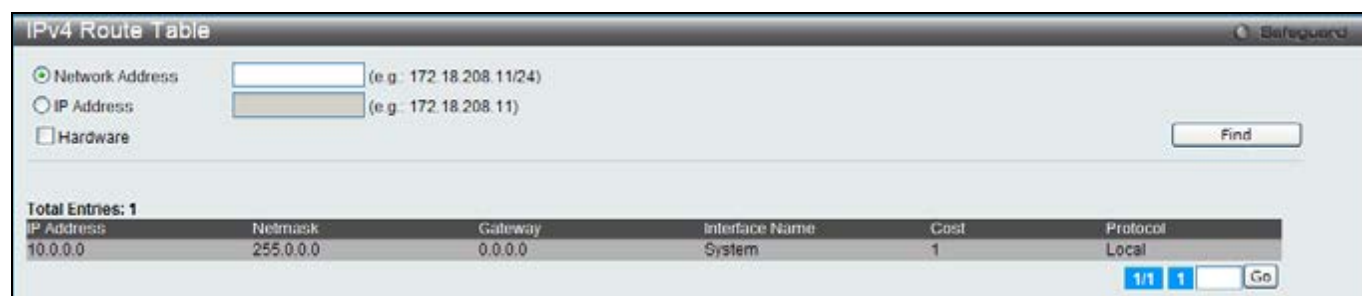 IPv4 Route Table
Safeguard
Network Address (e.g.: 172.18.208.11/24)
IP Address (e.g.: 172.18.208.11)
Hardware
Find
Total Entries: 1
IP Address Netmask Gateway Interface Name Cost Protocol
10.0.0.0 255.0.0.0 0.0.0.0 System 1 Local
1/1 1 Go